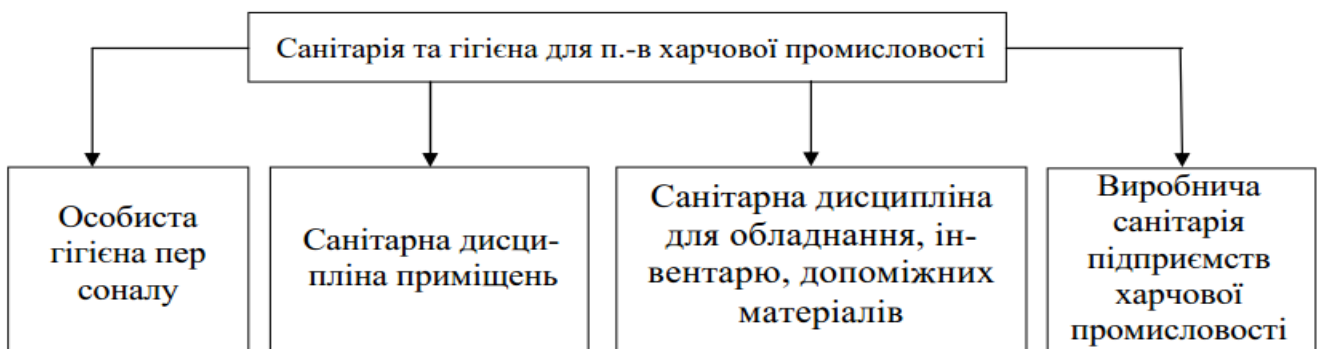 Санітарія та гігієна для п.-в харчової промисловості
Особиста
гігієна пер
соналу
Санітарна дисци-
пліна приміщень
Санітарна дисципліна
для обладнання, ін-
вентарю, допоміжних
матеріалів
Виробнича
санітарія
підприємств
харчової
промисловості